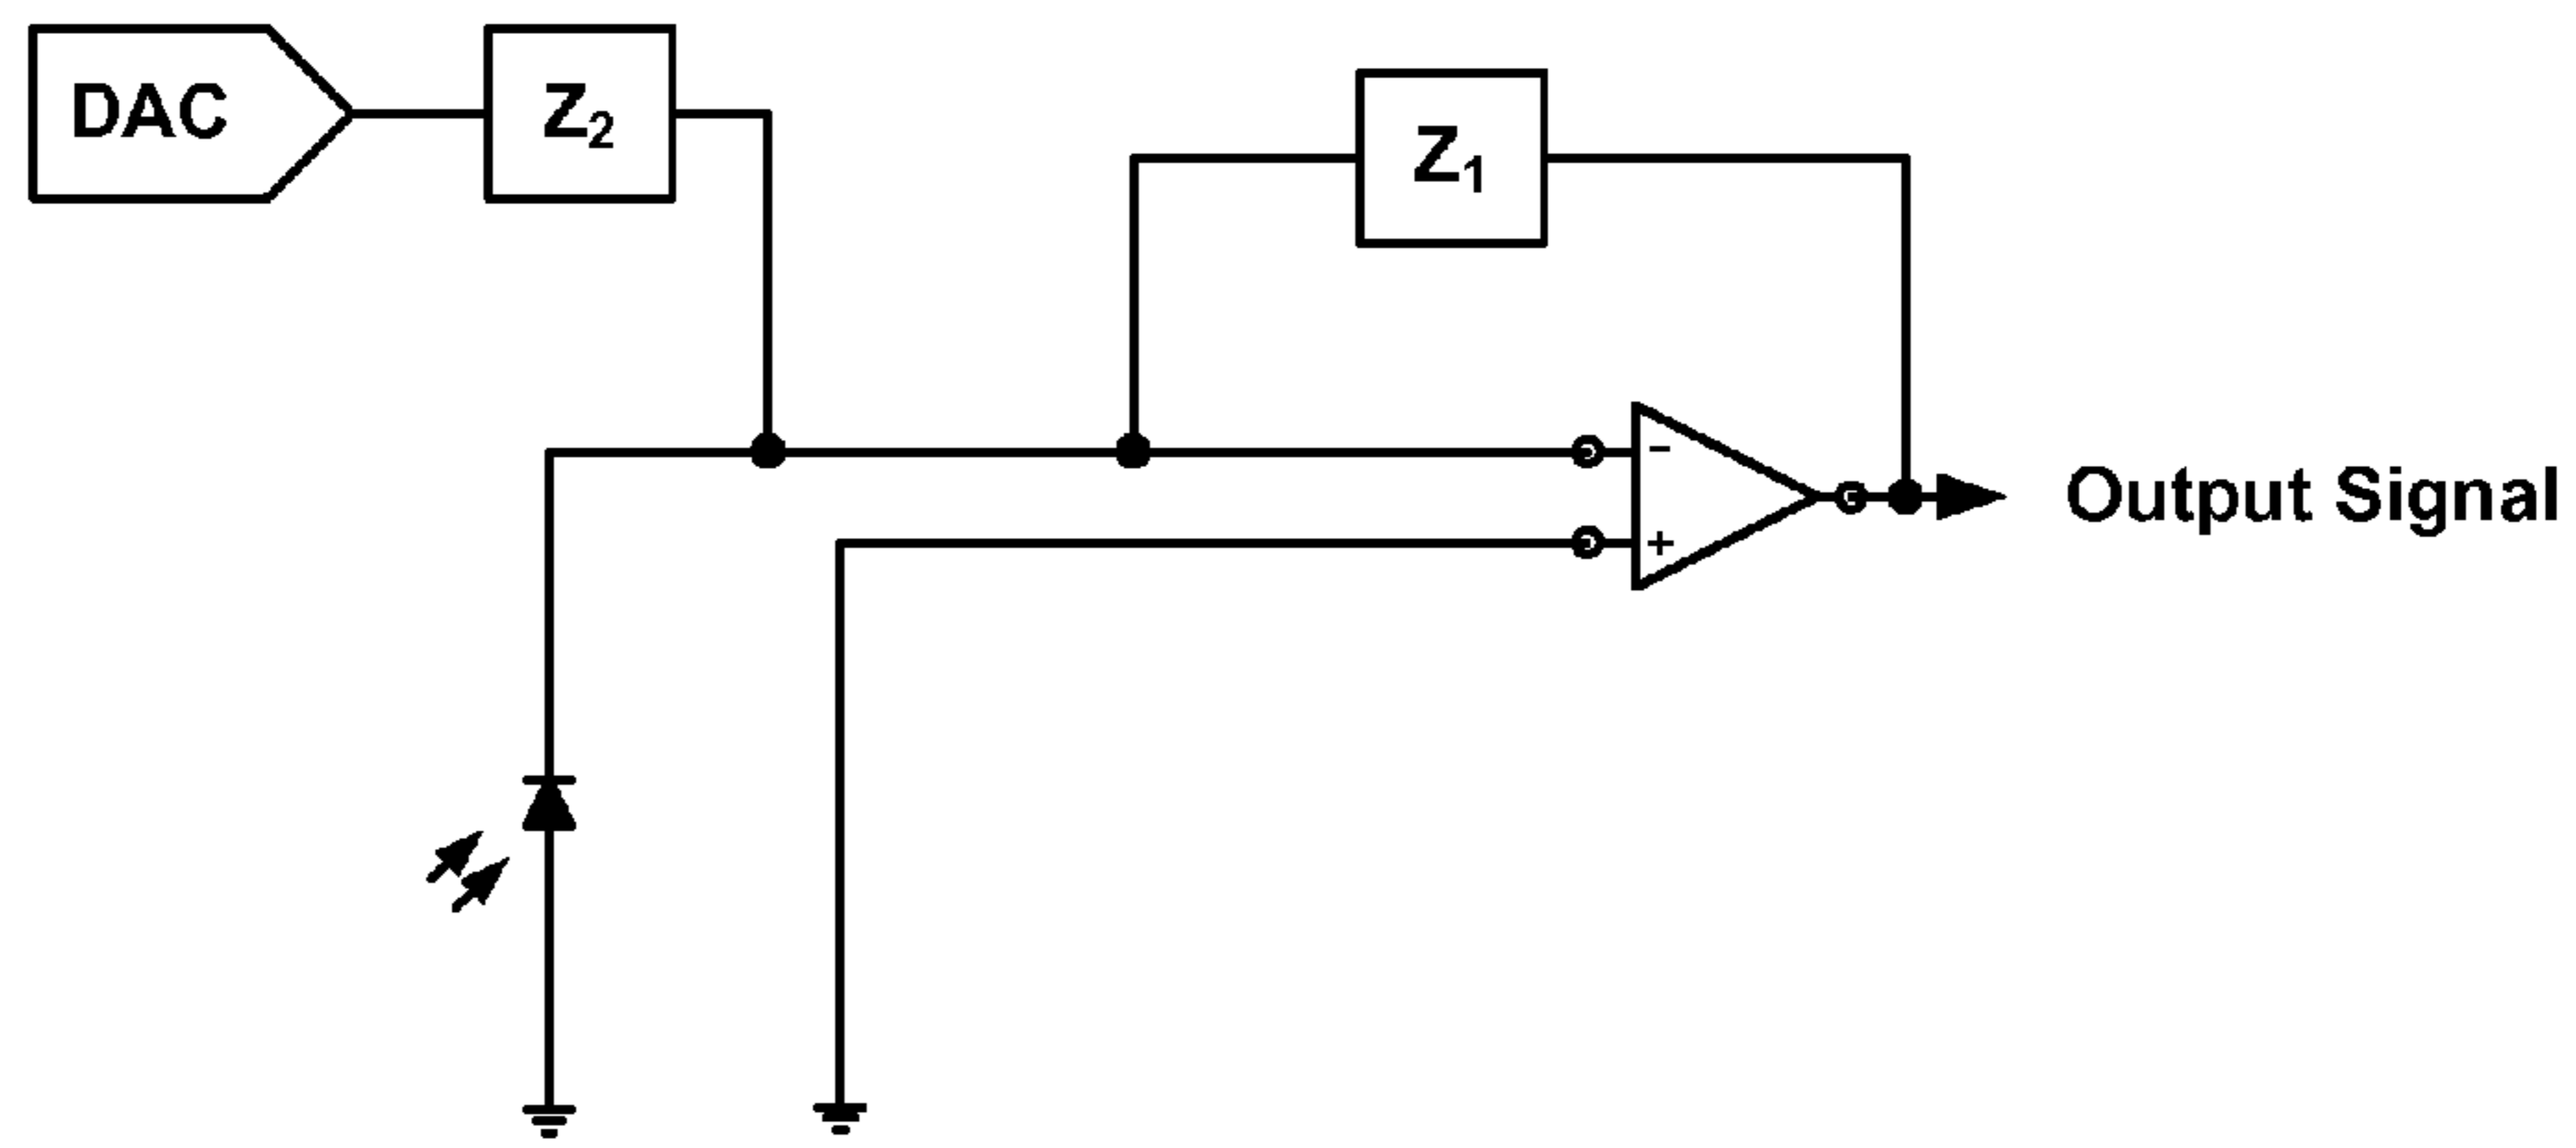 DAC
Z₂
Z₁
−
+
Output Signal